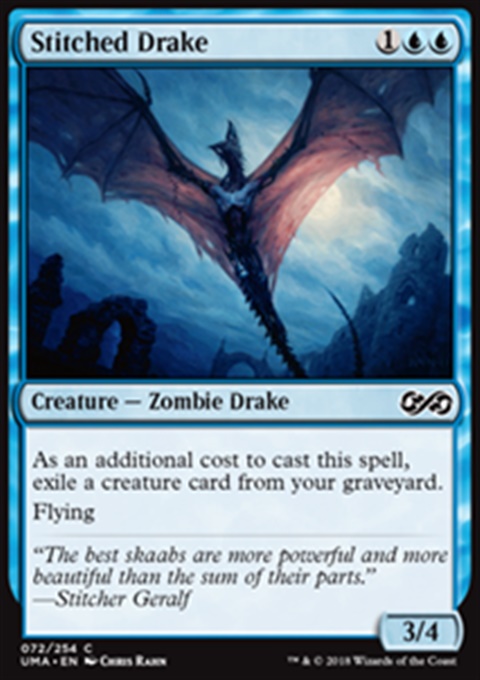 Stitched Drake 1
Creature — Zombie Drake
As an additional cost to cast this spell,
exile a creature card from your graveyard.
Flying
“The best skaabs are more powerful and more
beautiful than the sum of their parts.”
—Stitcher Geralf
3/4
072/254 C
UMA • EN Chris Rahn
™ & © 2018 Wizards of the Coast